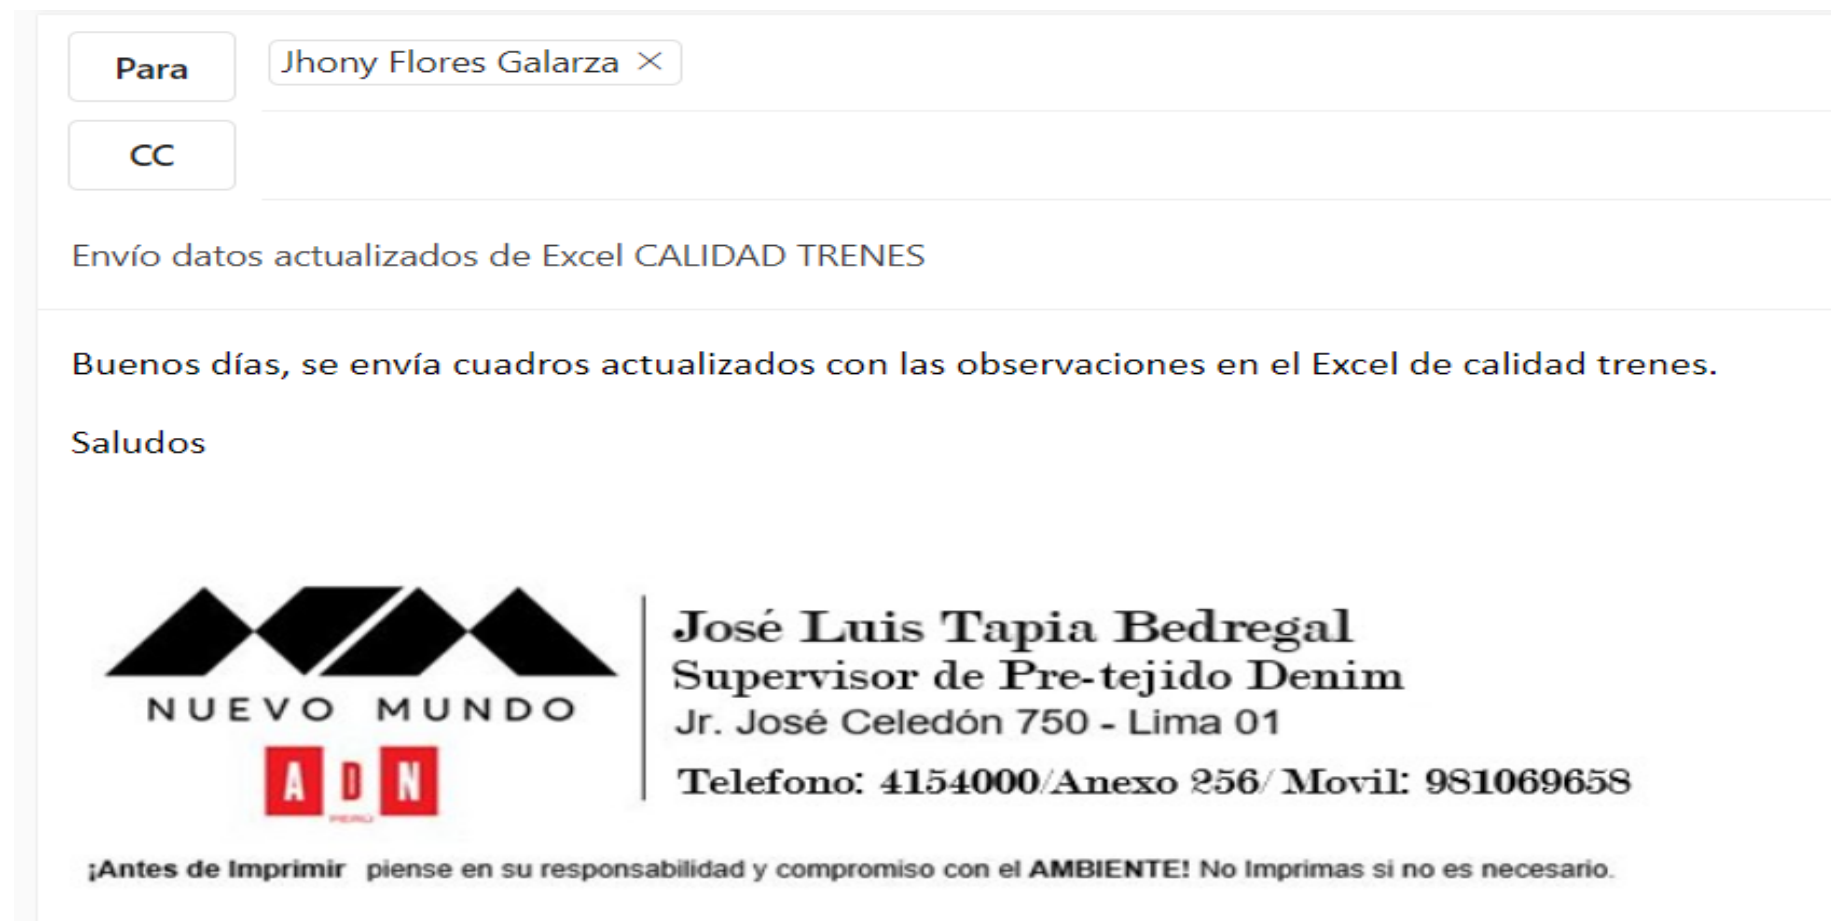 Para
Jhony Flores Galarza
CC
Envío datos actualizados de Excel CALIDAD TRENES
Buenos días, se envía cuadros actualizados con las observaciones en el Excel de calidad trenes.
Saludos
NUEVO MUNDO
ADN
PERÚ
José Luis Tapia Bedregal
Supervisor de Pre-tejido Denim
Jr. José Celedón 750 - Lima 01
Telefono: 4154000/Anexo 256/ Movil: 981069658
¡Antes de Imprimir piense en su responsabilidad y compromiso con el AMBIENTE! No Imprimas si no es necesario.